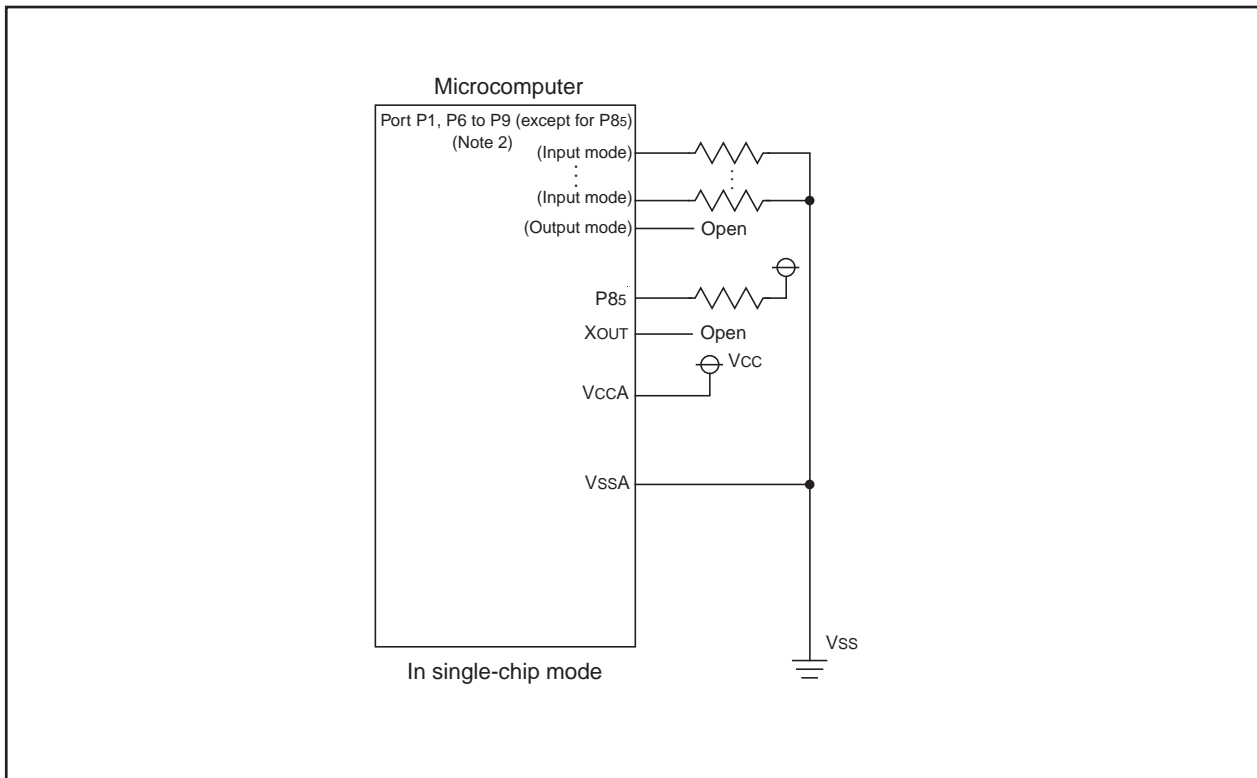 Microcomputer
Port P1, P6 to P9 (except for P85)
(Note 2)
(Input mode)
(Input mode)
(Output mode)
Open
P85
XOUT
Open
VCC
VCCA
VSSA
VSS
In single-chip mode